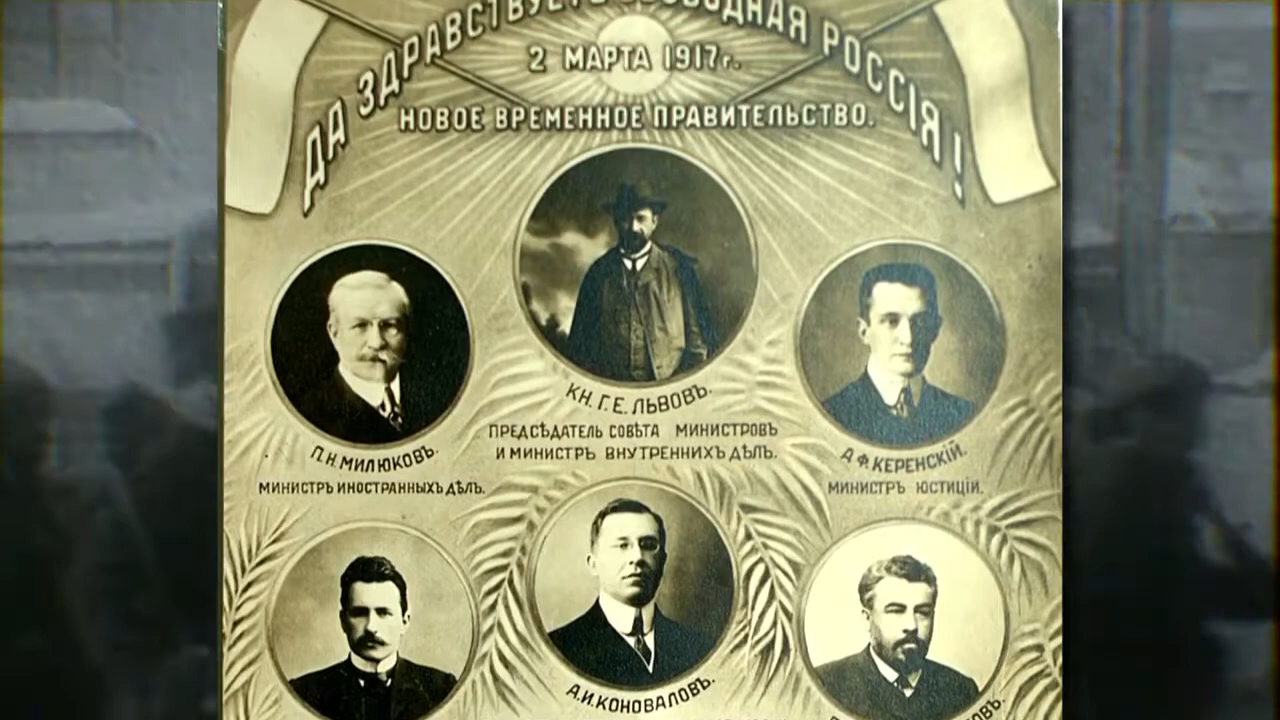 ДА ЗДРАВСТВУЕТЪ СВОБОДНАЯ РОССІЯ!
2 МАРТА 1917г.
НОВОЕ ВРЕМЕННОЕ ПРАВИТЕЛЬСТВО.
КН. Г. Е. ЛЬВОВЪ.
ПРЕДСѢДАТЕЛЬ СОВѢТА МИНИСТРОВЪ
И МИНИСТРЪ ВНУТРЕННИХЪ ДѢЛЪ.
П.Н.МИЛЮКОВЪ.
МИНИСТРЪ ИНОСТРАННЫХЪ ДѢЛЪ.
А.Ф.КЕРЕНСКІЙ.
МИНИСТРЪ ЮСТИЦІИ.
А.И.КОНОВАЛОВЪ.